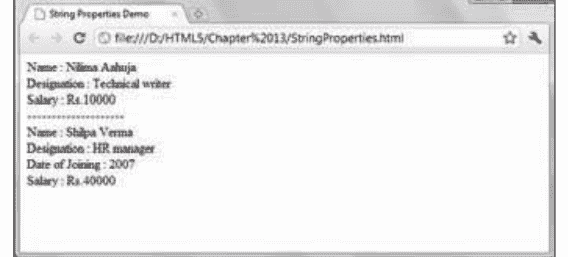 String Properties Demo
file:///D:/HTML5/Chapter%2013/StringProperties.html
Name : Nilima Aahuja
Designation : Technical writer
Salary : Rs.10000
--------------------
Name : Shilpa Verma
Designation : HR manager
Date of Joining : 2007
Salary : Rs.40000